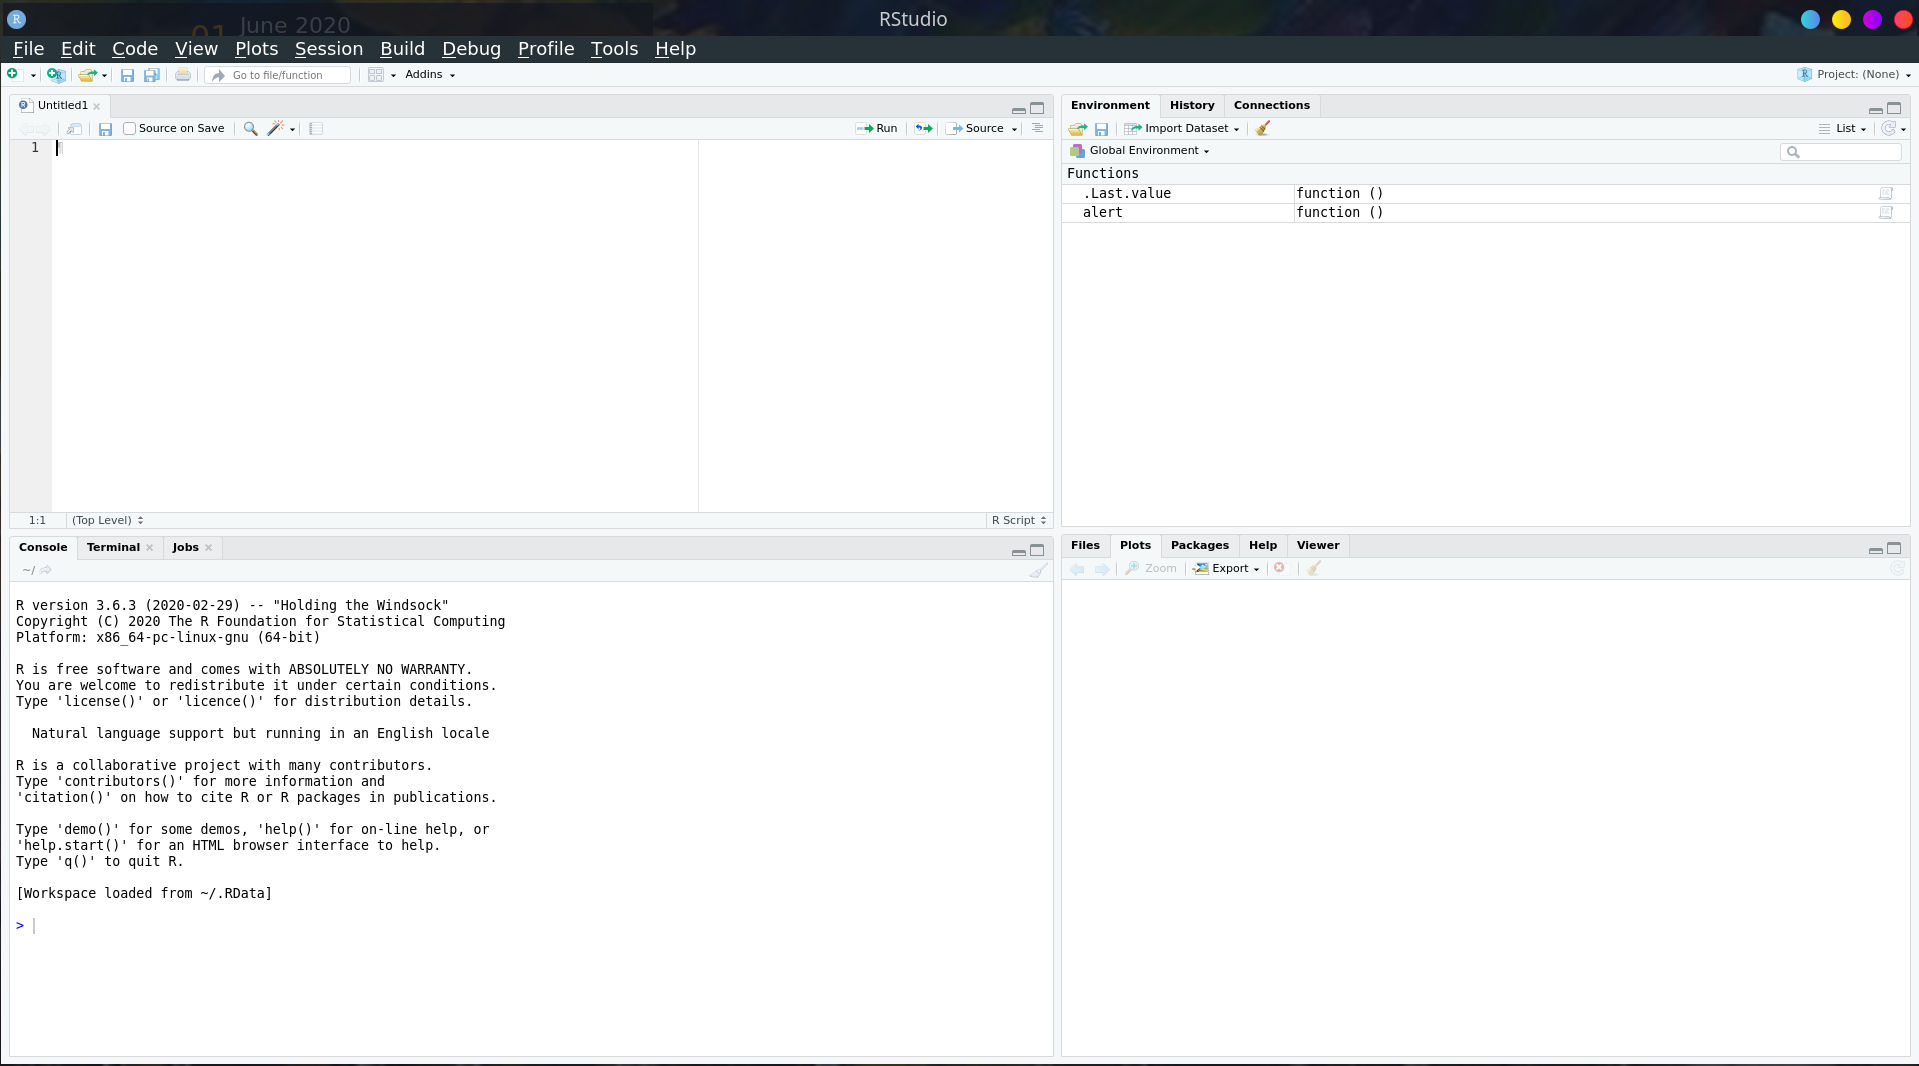 01 June 2020
RStudio
File Edit Code View Plots Session Build Debug Profile Tools Help
Go to file/function Addins Project: (None)
Untitled1
Source on Save Run Source
1
1:1 (Top Level) R Script
Console Terminal Jobs
~/
R version 3.6.3 (2020-02-29) -- "Holding the Windsock"
Copyright (C) 2020 The R Foundation for Statistical Computing
Platform: x86_64-pc-linux-gnu (64-bit)
R is free software and comes with ABSOLUTELY NO WARRANTY.
You are welcome to redistribute it under certain conditions.
Type 'license()' or 'licence()' for distribution details.
Natural language support but running in an English locale
R is a collaborative project with many contributors.
Type 'contributors()' for more information and
'citation()' on how to cite R or R packages in publications.
Type 'demo()' for some demos, 'help()' for on-line help, or
'help.start()' for an HTML browser interface to help.
Type 'q()' to quit R.
[Workspace loaded from ~/.RData]
>
Environment History Connections
Import Dataset List
Global Environment
Functions
.Last.value function ()
alert function ()
Files Plots Packages Help Viewer
Zoom Export